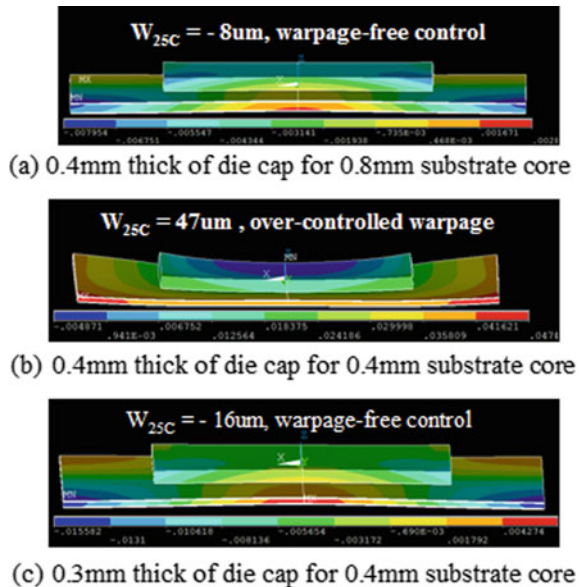 W25C = - 8um, warpage-free control
Z
X
MX
MN
-.007954 -.005547 -.003141 -.735E-03 .001671
-.006751 -.004344 -.001938 .468E-03
(a) 0.4mm thick of die cap for 0.8mm substrate core
W25C = 47um , over-controlled warpage
MN
X
-.004871 .006752 .018375 .029998 .041621
.941E-03 .012564 .024186 .035809 .0474
(b) 0.4mm thick of die cap for 0.4mm substrate core
W25C = - 16um, warpage-free control
Z
X
MN
MX
-.015582 -.010618 -.005654 -.690E-03 .004274
-.0131 -.008136 -.003172 .001792
(c) 0.3mm thick of die cap for 0.4mm substrate core